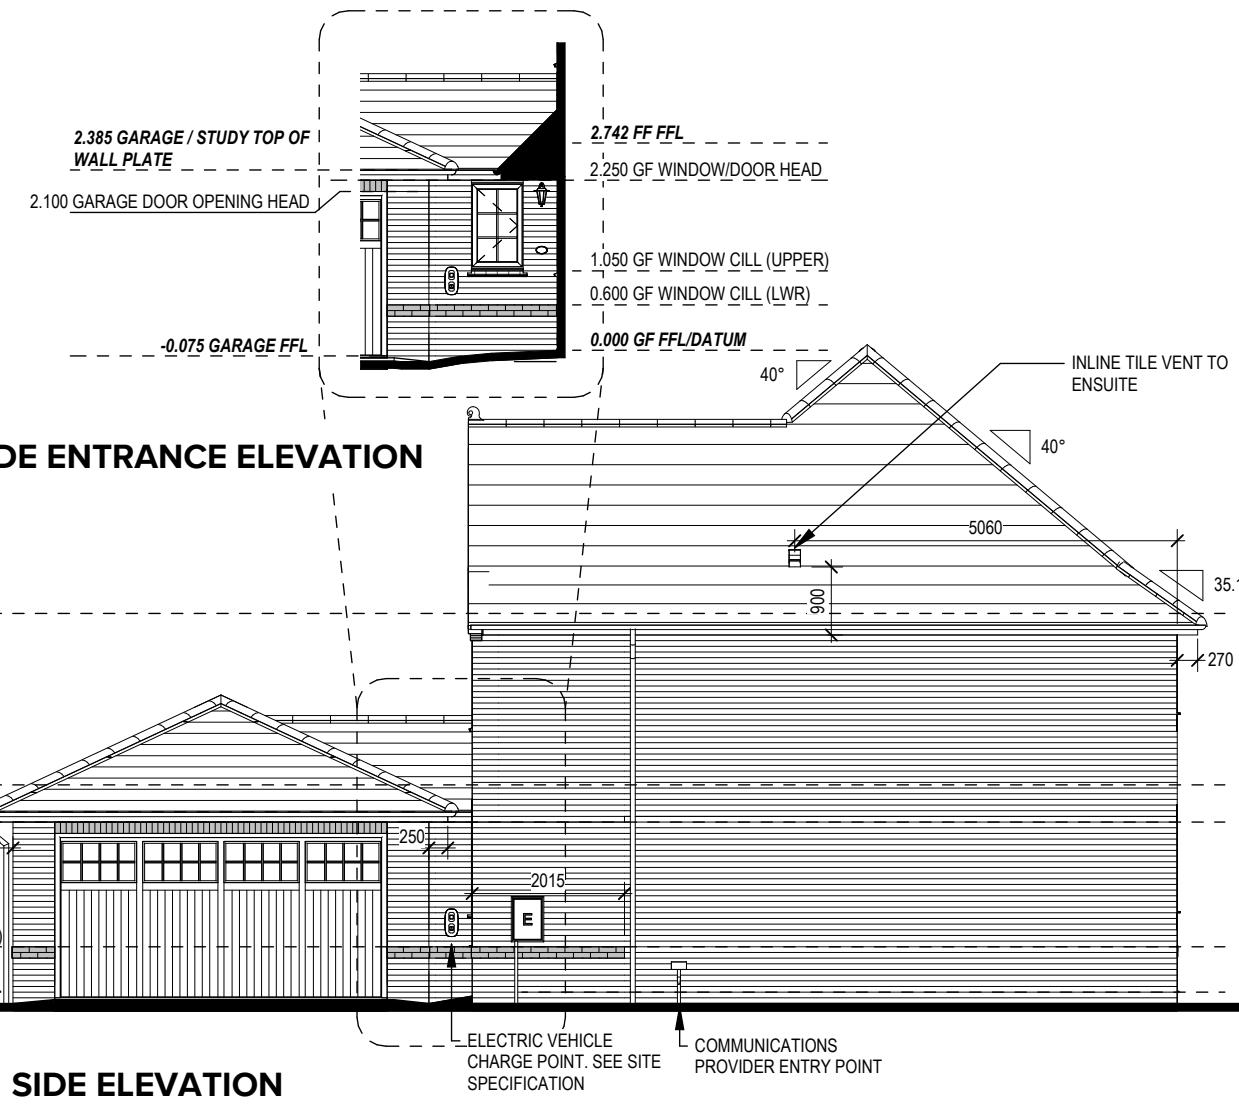 2.385 GARAGE / STUDY TOP OF
WALL PLATE
2.100 GARAGE DOOR OPENING HEAD
-0.075 GARAGE FFL
2.742 FF FFL
2.250 GF WINDOW/DOOR HEAD
1.050 GF WINDOW CILL (UPPER)
0.600 GF WINDOW CILL (LWR)
0.000 GF FFL/DATUM
40°
INLINE TILE VENT TO
ENSUITE
DE ENTRANCE ELEVATION
40°
5060
900
35.1
270
250
2015
E
ELECTRIC VEHICLE
CHARGE POINT. SEE SITE
SPECIFICATION
COMMUNICATIONS
PROVIDER ENTRY POINT
SIDE ELEVATION